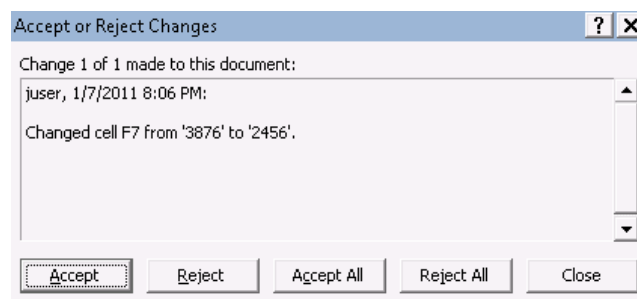 Accept or Reject Changes
Change 1 of 1 made to this document:
juser, 1/7/2011 8:06 PM:
Changed cell F7 from '3876' to '2456'.
Accept Reject Accept All Reject All Close